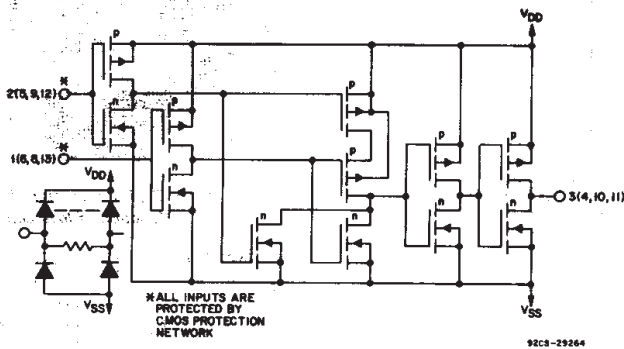 VDD
p
*
2(5,9,12)
n
p
p
*
1(6,8,13)
p
p
p
VDD
n
n
n
3(4,10,11)
n
n
VSS
*ALL INPUTS ARE
PROTECTED BY
CMOS PROTECTION
NETWORK
VSS
92CS-29264